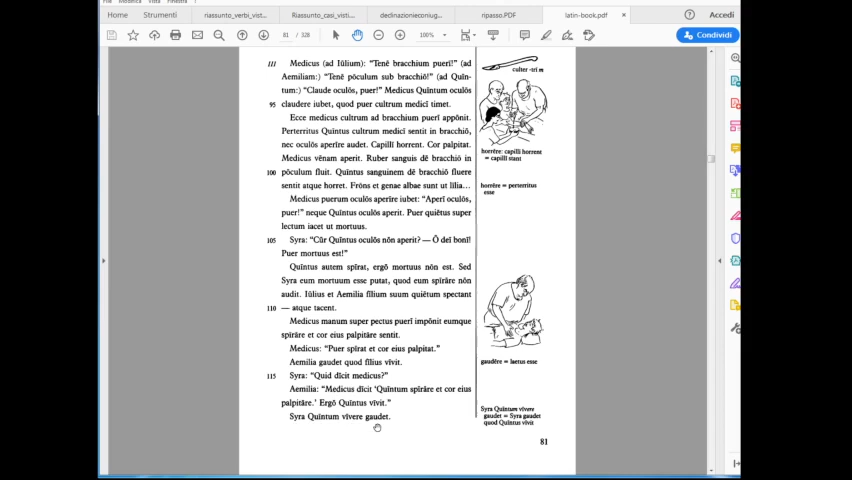 File Modifica Vista Finestra ?
Home Strumenti riassunto_verbi_vist... Riassunto_casi_visti... declinazionieconiug... ripasso.PDF latin-book.pdf × Accedi
81 / 328 100% Condividi
III Medicus (ad Iūlium): “Tenē bracchium puerī!” (ad
Aemiliam:) “Tenē pōculum sub bracchiō!” (ad Quīn-
tum:) “Claude oculōs, puer!” Medicus Quīntum oculōs
95 claudere iubet, quod puer cultrum medicī timet.
Ecce medicus cultrum ad bracchium puerī appōnit.
Perterritus Quīntus cultrum medicī sentit in bracchiō,
nec oculōs aperīre audet. Capillī horrent. Cor palpitat.
Medicus vēnam aperit. Ruber sanguis dē bracchiō in
100 pōculum fluit. Quīntus sanguinem dē bracchiō fluere
sentit atque horret. Frōns et genae albae sunt ut līlia...
Medicus puerum oculōs aperīre iubet: “Aperī oculōs,
puer!” neque Quīntus oculōs aperit. Puer quiētus super
lectum iacet ut mortuus.
105 Syra: “Cūr Quīntus oculōs nōn aperit? — Ō deī bonī!
Puer mortuus est!”
Quīntus autem spīrat, ergō mortuus nōn est. Sed
Syra eum mortuum esse putat, quod eum spīrāre nōn
audit. Iūlius et Aemilia fīlium suum quiētum spectant
110 — atque tacent.
Medicus manum super pectus puerī impōnit eumque
spīrāre et cor eius palpitāre sentit.
Medicus: “Puer spīrat et cor eius palpitat.”
Aemilia gaudet quod fīlius vīvit.
115 Syra: “Quid dīcit medicus?”
Aemilia: “Medicus dīcit ‘Quīntum spīrāre et cor eius
palpitāre.’ Ergō Quīntus vīvit.”
Syra Quīntum vīvere gaudet.
culter -trī m
horrēre: capillī horrent
= capillī stant
horrēre = perterritus
esse
gaudēre = laetus esse
Syra Quīntum vīvere
gaudet = Syra gaudet
quod Quīntus vīvit
81